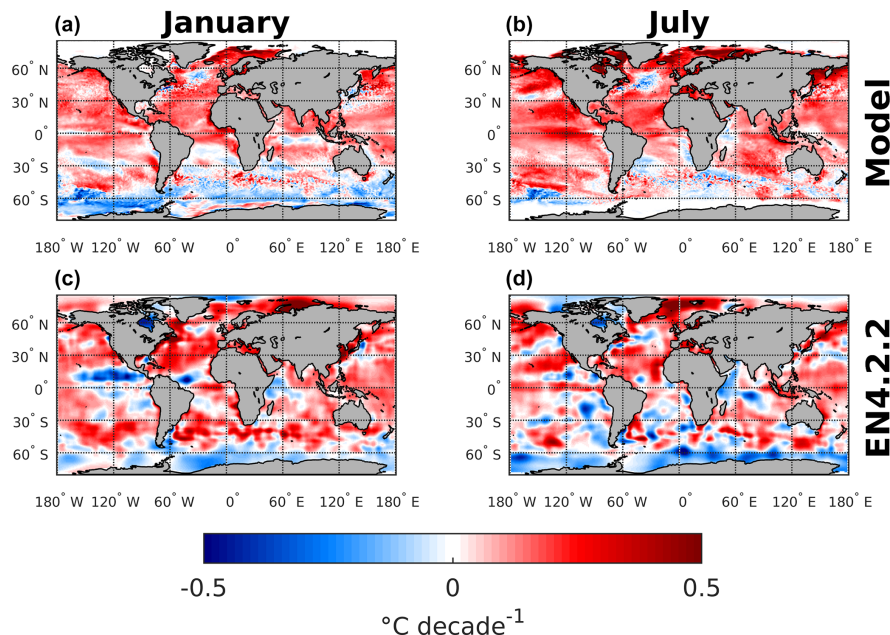 January
July
(a)
(b)
60° N
30° N
0°
30° S
60° S
60° N
30° N
0°
30° S
60° S
Model
180° W
120° W
60° W
0°
60° E
120° E
180° E
180° W
120° W
60° W
0°
60° E
120° E
180° E
(c)
(d)
60° N
30° N
0°
30° S
60° S
60° N
30° N
0°
30° S
60° S
EN4.2.2
180° W
120° W
60° W
0°
60° E
120° E
180° E
180° W
120° W
60° W
0°
60° E
120° E
180° E
-0.5
0
0.5
°C decade⁻¹